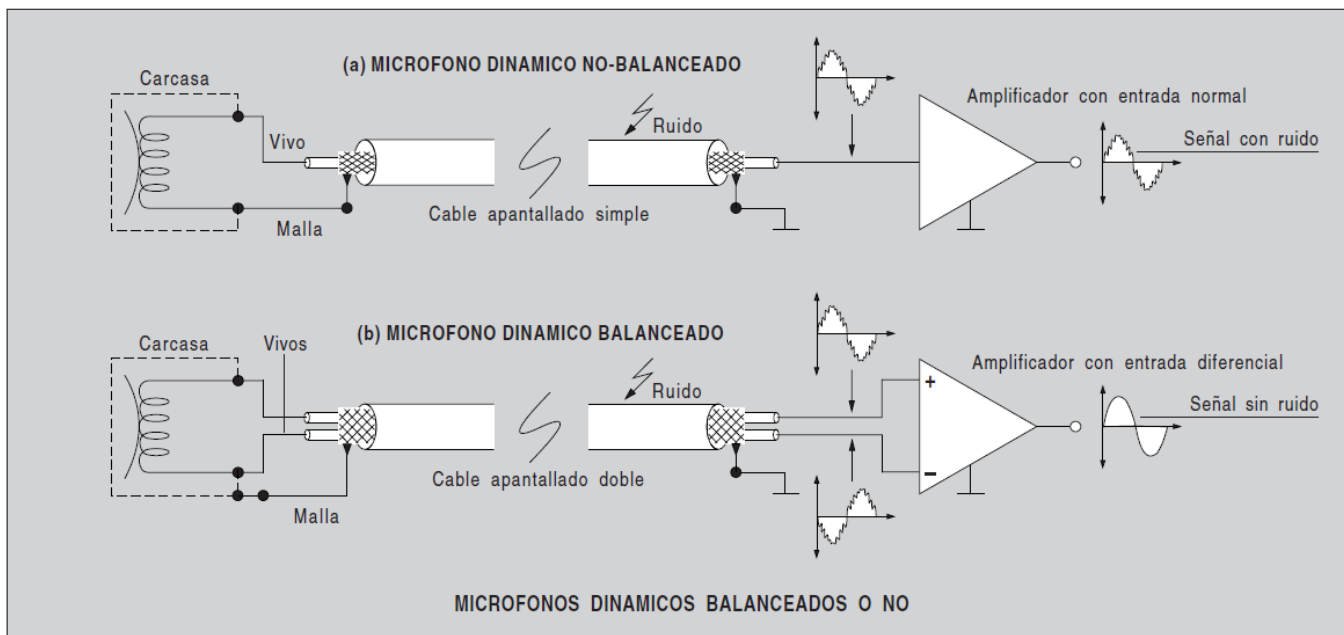 (a) MICROFONO DINAMICO NO-BALANCEADO
Carcasa
Vivo
Malla
Ruido
Cable apantallado simple
Amplificador con entrada normal
Señal con ruido
(b) MICROFONO DINAMICO BALANCEADO
Carcasa
Vivos
Malla
Ruido
Cable apantallado doble
Amplificador con entrada diferencial
+
−
Señal sin ruido
MICROFONOS DINAMICOS BALANCEADOS O NO